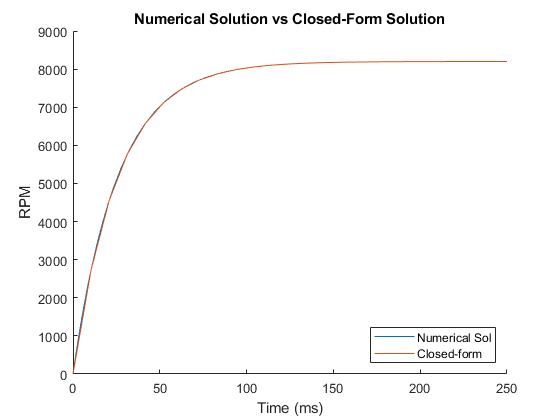 Numerical Solution vs Closed-Form Solution
9000
8000
7000
6000
5000
4000
3000
2000
1000
0
RPM
0 50 100 150 200 250
Time (ms)
Numerical Sol
Closed-form